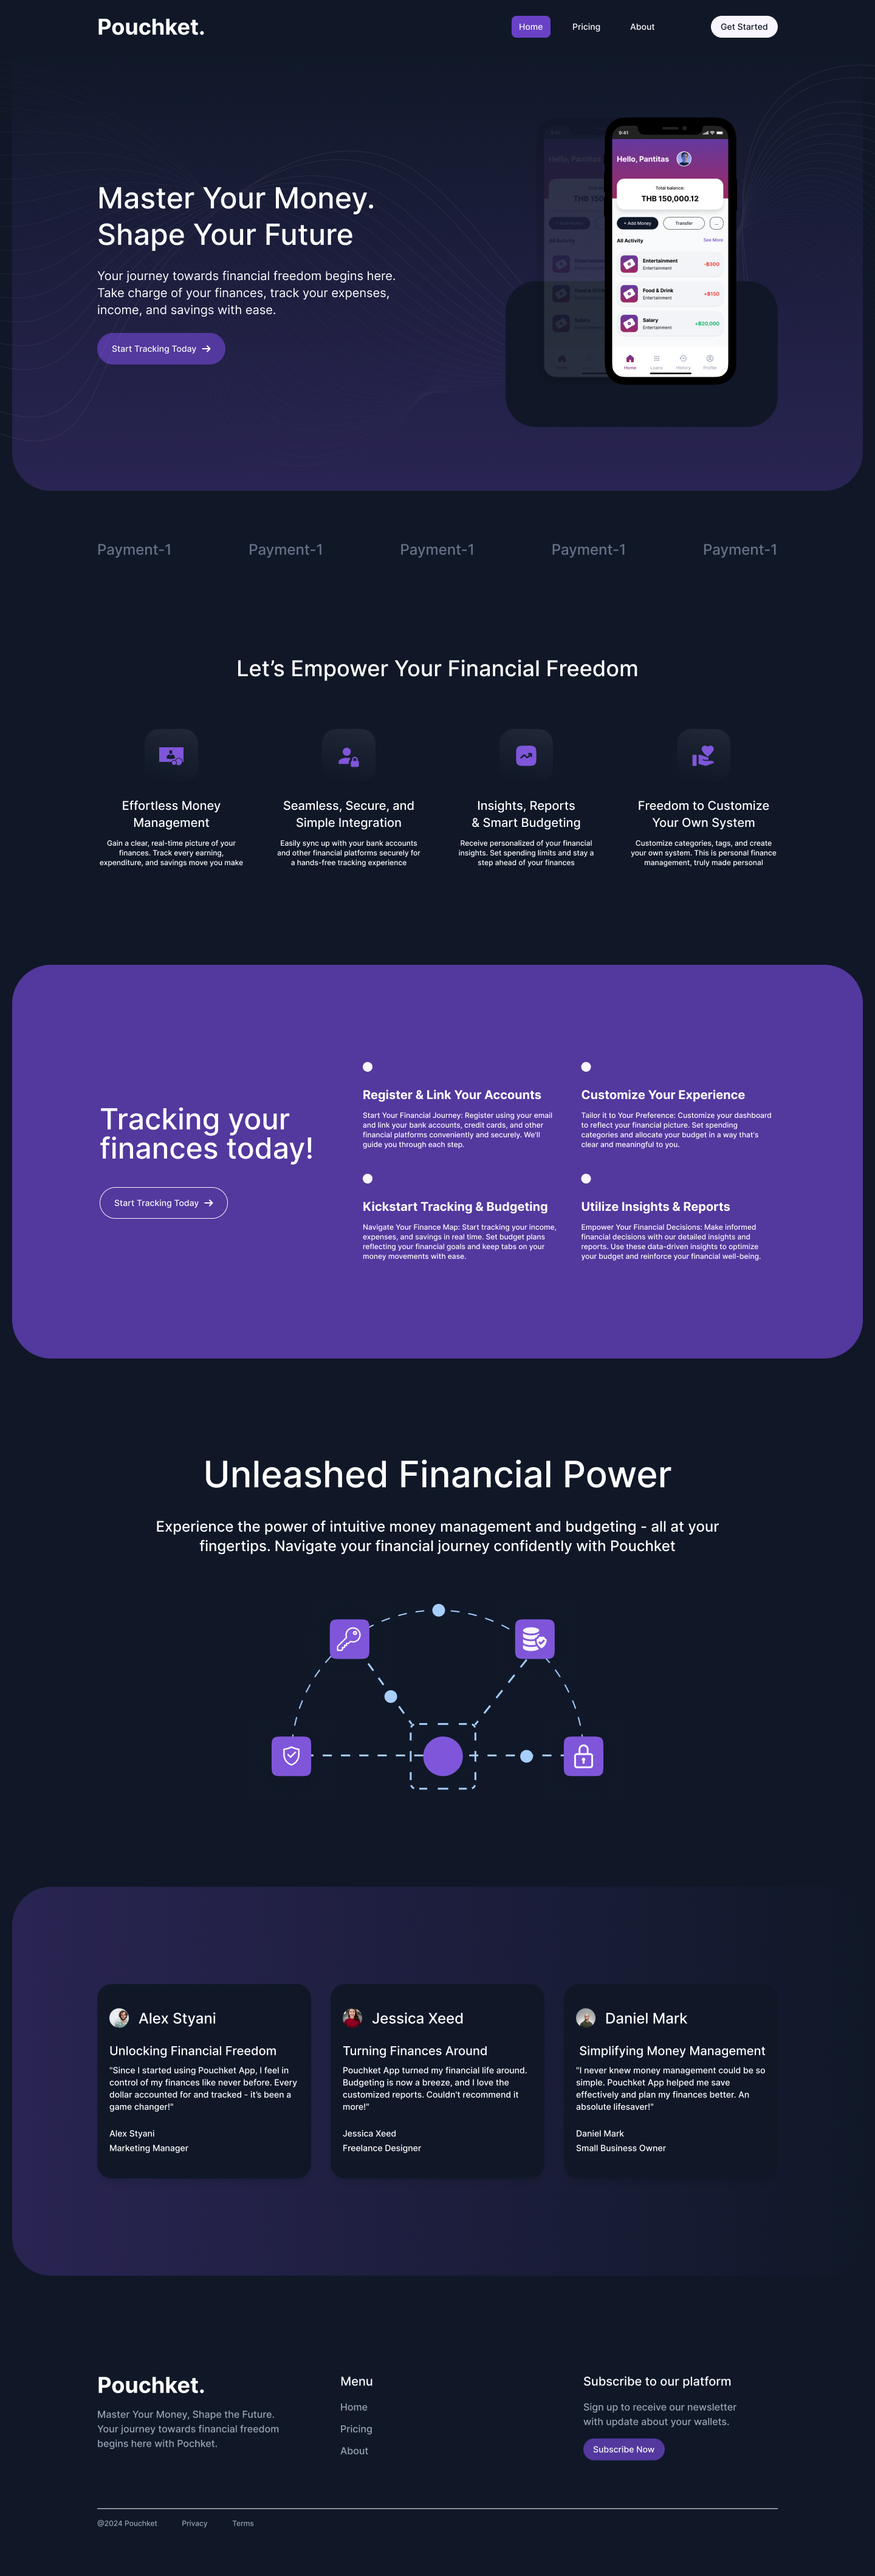 Pouchket.
Home
Pricing
About
Get Started
Master Your Money.
Shape Your Future
Your journey towards financial freedom begins here.
Take charge of your finances, track your expenses,
income, and savings with ease.
Start Tracking Today
9:41
Hello, Pantitas
Total balance:
THB 150,000.12
+ Add Money
Transfer
...
All Activity
See More
Entertainment
Entertainment
-฿300
Food & Drink
Entertainment
+฿150
Salary
Entertainment
+฿20,000
Home
Loans
History
Profile
Hello, Pantitas
THB 150
All Activity
Payment-1
Payment-1
Payment-1
Payment-1
Payment-1
Let’s Empower Your Financial Freedom
Effortless Money
Management
Gain a clear, real-time picture of your
finances. Track every earning,
expenditure, and savings move you make
Seamless, Secure, and
Simple Integration
Easily sync up with your bank accounts
and other financial platforms securely for
a hands-free tracking experience
Insights, Reports
& Smart Budgeting
Receive personalized of your financial
insights. Set spending limits and stay a
step ahead of your finances
Freedom to Customize
Your Own System
Customize categories, tags, and create
your own system. This is personal finance
management, truly made personal
Tracking your
finances today!
Start Tracking Today
Register & Link Your Accounts
Start Your Financial Journey: Register using your email
and link your bank accounts, credit cards, and other
financial platforms conveniently and securely. We'll
guide you through each step.
Customize Your Experience
Tailor it to Your Preference: Customize your dashboard
to reflect your financial picture. Set spending
categories and allocate your budget in a way that's
clear and meaningful to you.
Kickstart Tracking & Budgeting
Navigate Your Finance Map: Start tracking your income,
expenses, and savings in real time. Set budget plans
reflecting your financial goals and keep tabs on your
money movements with ease.
Utilize Insights & Reports
Empower Your Financial Decisions: Make informed
financial decisions with our detailed insights and
reports. Use these data-driven insights to optimize
your budget and reinforce your financial well-being.
Unleashed Financial Power
Experience the power of intuitive money management and budgeting - all at your
fingertips. Navigate your financial journey confidently with Pouchket
Alex Styani
Unlocking Financial Freedom
"Since I started using Pouchket App, I feel in
control of my finances like never before. Every
dollar accounted for and tracked - it's been a
game changer!"
Alex Styani
Marketing Manager
Jessica Xeed
Turning Finances Around
Pouchket App turned my financial life around.
Budgeting is now a breeze, and I love the
customized reports. Couldn't recommend it
more!"
Jessica Xeed
Freelance Designer
Daniel Mark
Simplifying Money Management
"I never knew money management could be so
simple. Pouchket App helped me save
effectively and plan my finances better. An
absolute lifesaver!"
Daniel Mark
Small Business Owner
Pouchket.
Master Your Money, Shape the Future.
Your journey towards financial freedom
begins here with Pochket.
Menu
Home
Pricing
About
Subscribe to our platform
Sign up to receive our newsletter
with update about your wallets.
Subscribe Now
@2024 Pouchket
Privacy
Terms